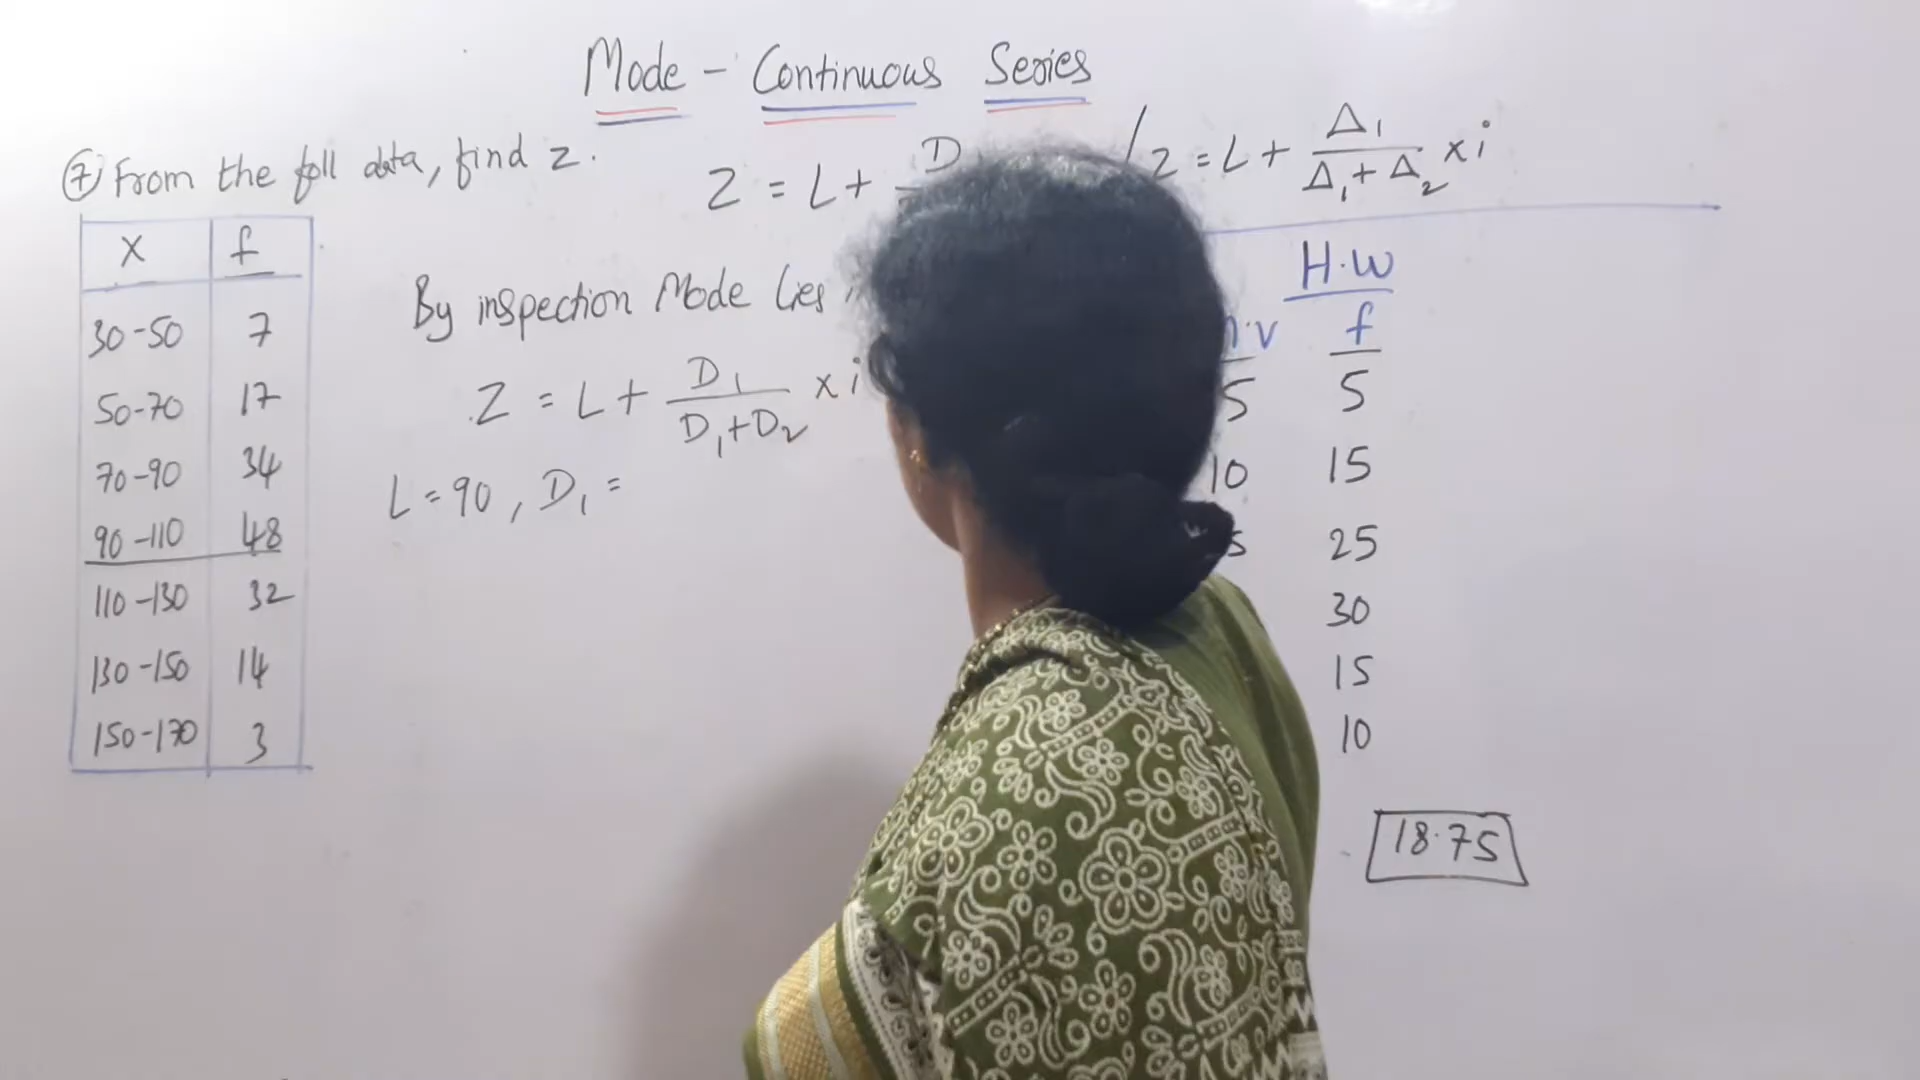 Mode - Continuous Series
⑦ From the foll data, find z.
Z = L + D / Z = L + Δ₁/(Δ₁ + Δ₂) x i
X f
30-50 7
50-70 17
70-90 34
90-110 48
110-130 32
130-150 14
150-170 3
By inspection Mode Lies
Z = L + D₁/(D₁+D₂) x i
L = 90, D₁ =
H.W
.v f
5 5
10 15
5 25
30
15
10
18.75